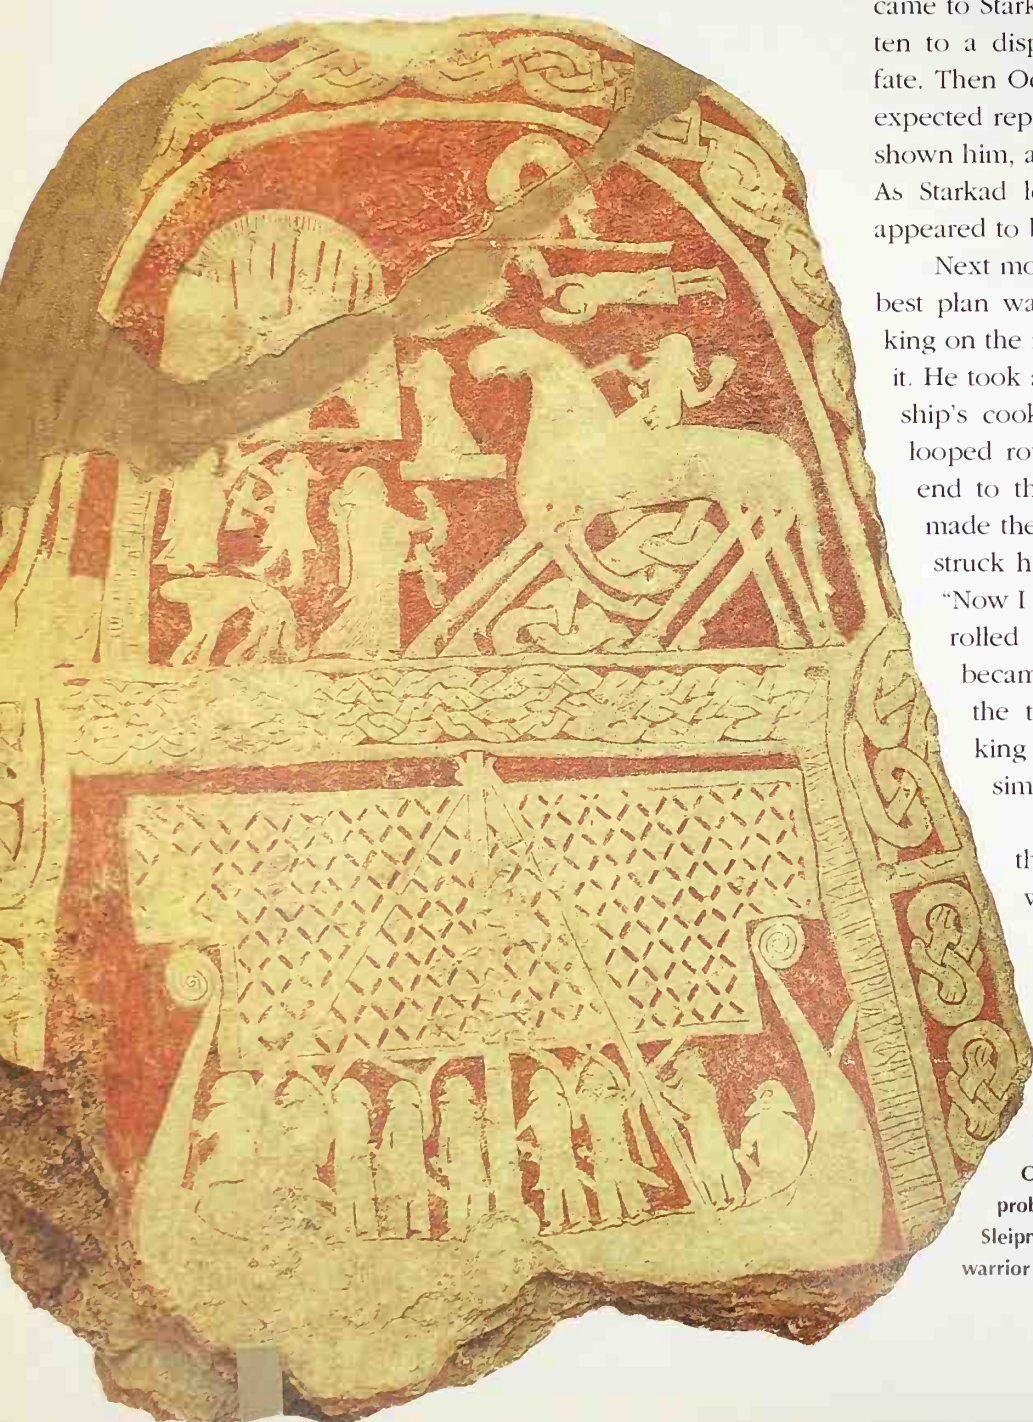 came to Stark
ten to a disp
fate. Then Oc
expected rep
shown him, a
As Starkad l
appeared to b
Next mo
best plan wa
king on the
it. He took a
ship's cook
looped ro
end to th
made the
struck h
"Now I
rolled
becam
the t
king
sim
th
w
O
prob
Sleipn
warrior